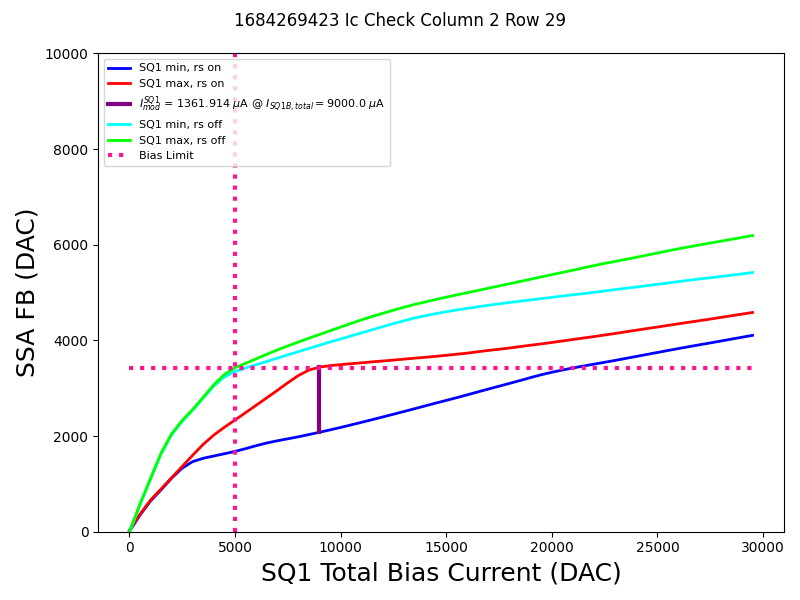 1684269423 Ic Check Column 2 Row 29
10000
8000
6000
4000
2000
0
SSA FB (DAC)
SQ1 min, rs on
SQ1 max, rs on
I_{mod}^{SQ1} = 1361.914 μA @ I_{SQ1B,total} = 9000.0 μA
SQ1 min, rs off
SQ1 max, rs off
Bias Limit
0 5000 10000 15000 20000 25000 30000
SQ1 Total Bias Current (DAC)